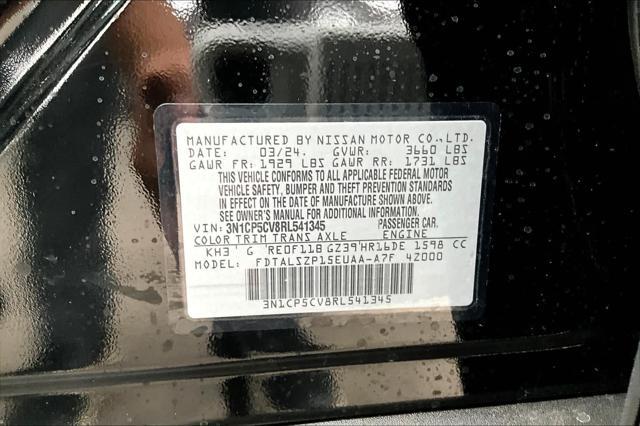 MANUFACTURED BY NISSAN MOTOR CO.,LTD.
DATE: 03/24. GVWR: 3660 LBS
GAWR FR: 1929 LBS GAWR RR: 1731 LBS
THIS VEHICLE CONFORMS TO ALL APPLICABLE FEDERAL MOTOR
VEHICLE SAFETY, BUMPER AND THEFT PREVENTION STANDARDS
IN EFFECT ON THE DATE OF MANUFACTURE SHOWN ABOVE.
SEE OWNER'S MANUAL FOR ADDITIONAL INFORMATION.
VIN: 3N1CP5CV8RL541345 PASSENGER CAR.
COLOR TRIM TRANS AXLE ENGINE
KH3 G RE0F11B GZ39 HR16DE 1598 CC
MODEL: FDTALSZP15EUAA-A7F 42000
3N1CP5CV8RL541345